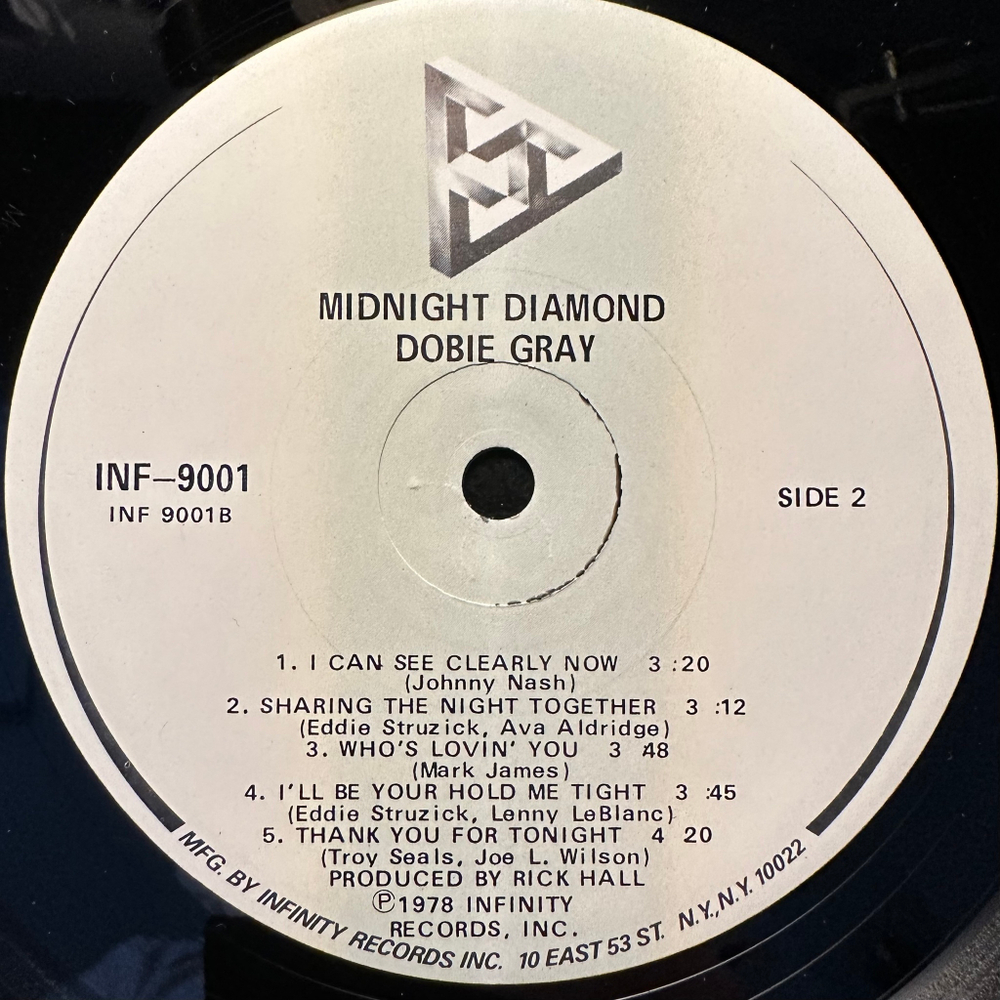 MIDNIGHT DIAMOND
DOBIE GRAY
INF–9001
INF 9001B
SIDE 2
1. I CAN SEE CLEARLY NOW 3 :20
(Johnny Nash)
2. SHARING THE NIGHT TOGETHER 3 :12
(Eddie Struzick, Ava Aldridge)
3. WHO'S LOVIN' YOU 3 :48
(Mark James)
4. I'LL BE YOUR HOLD ME TIGHT 3 :45
(Eddie Struzick, Lenny LeBlanc)
5. THANK YOU FOR TONIGHT 4 20
(Troy Seals, Joe L. Wilson)
PRODUCED BY RICK HALL
Ⓟ1978 INFINITY
RECORDS, INC.
MFG. BY INFINITY RECORDS INC. 10 EAST 53 ST. N.Y., N.Y. 10022